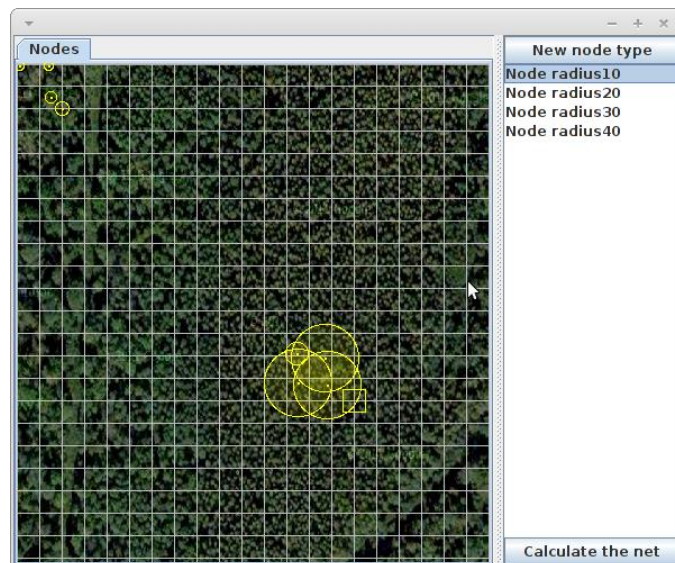 Nodes
New node type
Node radius10
Node radius20
Node radius30
Node radius40
Calculate the net